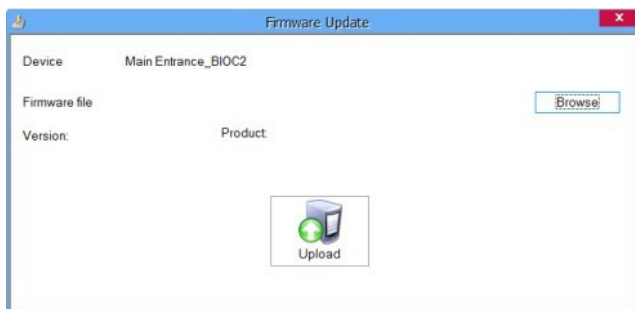 Firmware Update
x
Device Main Entrance_BIOC2
Firmware file Browse
Version: Product:
Upload